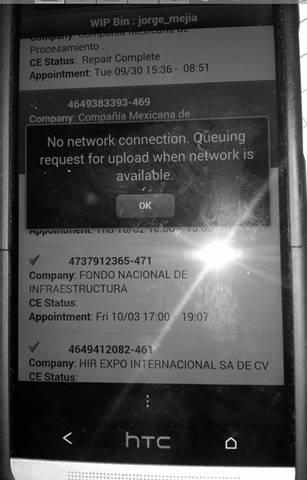 WIP Bin : jorge_mejia
Company: Compañía Mexicana de
Procesamiento .
CE Status: Repair Complete
Appointment: Tue 09/30 15:36 - 08:51
4649383393-469
Company: Compañía Mexicana de
No network connection. Queuing
request for upload when network is
available.
OK
Appointment: Thu 10/02 16:00 -
4737912365-471
Company: FONDO NACIONAL DE
INFRAESTRUCTURA
CE Status:
Appointment: Fri 10/03 17:00 - 19:07
4649412082-461
Company: HIR EXPO INTERNACIONAL SA DE CV
CE Status:
hTC